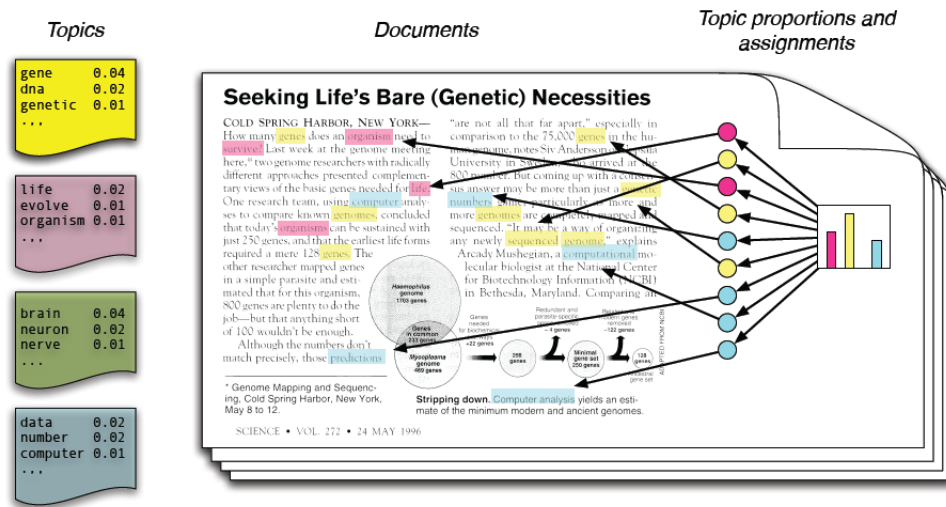 Topics
Documents
Topic proportions and
assignments
gene 0.04
dna 0.02
genetic 0.01
...
life 0.02
evolve 0.01
organism 0.01
...
brain 0.04
neuron 0.02
nerve 0.01
...
data 0.02
number 0.02
computer 0.01
...
Seeking Life's Bare (Genetic) Necessities
COLD SPRING HARBOR, NEW YORK—
How many genes does an organism need to
survive? Last week at the genome meeting
here,* two genome researchers with radically
different approaches presented complemen-
tary views of the basic genes needed for life.
One research team, using computer analy-
ses to compare known genomes, concluded
that today's organisms can be sustained with
just 250 genes, and that the earliest life forms
required a mere 128 genes. The
other researcher mapped genes
in a simple parasite and esti-
mated that for this organism,
800 genes are plenty to do the
job—but that anything short
of 100 wouldn't be enough.
Although the numbers don't
match precisely, those predictions
* Genome Mapping and Sequenc-
ing, Cold Spring Harbor, New York,
May 8 to 12.
"are not all that far apart," especially in
comparison to the 75,000 genes in the hu-
man genome, notes Siv Andersson
University in Swed arrived at the
800 number. But coming up with a consen-
sus answer may be more than just a genetic
numbers particularly as more and
more genomes are completely mapped and
sequenced. "It may be a way of organizing
any newly sequenced genome," explains
Arcady Mushegian, a computational mo-
lecular biologist at the National Center
for Biotechnology Information (NCBI)
in Bethesda, Maryland. Comparing an
Haemophilus
genome
1703 genes
Genes
in common
233 genes
Mycoplasma
genome
469 genes
Genes
needed
for biochemical
+22 genes
Redundant and
parasite-specific
– 4 genes
removed
–122 genes
Minimal
gene set
250 genes
128
genes
gene set
Stripping down. Computer analysis yields an esti-
mate of the minimum modern and ancient genomes.
SCIENCE • VOL. 272 • 24 MAY 1996